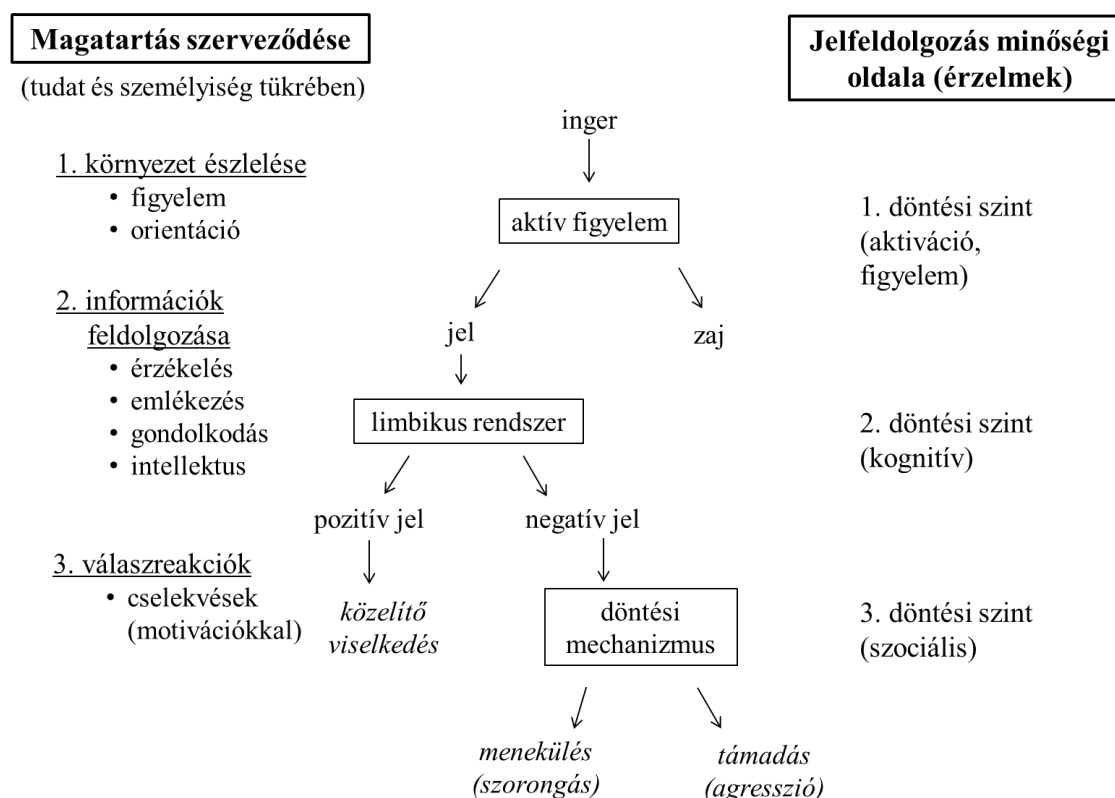 Magatartás szerveződése
(tudat és személyiség tükrében)
1. környezet észlelése
• figyelem
• orientáció
2. információk
feldolgozása
• érzékelés
• emlékezés
• gondolkodás
• intellektus
3. válaszreakciók
• cselekvések
(motivációkkal)
inger
aktív figyelem
jel
zaj
limbikus rendszer
pozitív jel
negatív jel
közelítő
viselkedés
döntési
mechanizmus
menekülés
(szorongás)
támadás
(agresszió)
Jelfeldolgozás minőségi
oldala (érzelmek)
1. döntési szint
(aktiváció,
figyelem)
2. döntési szint
(kognitív)
3. döntési szint
(szociális)